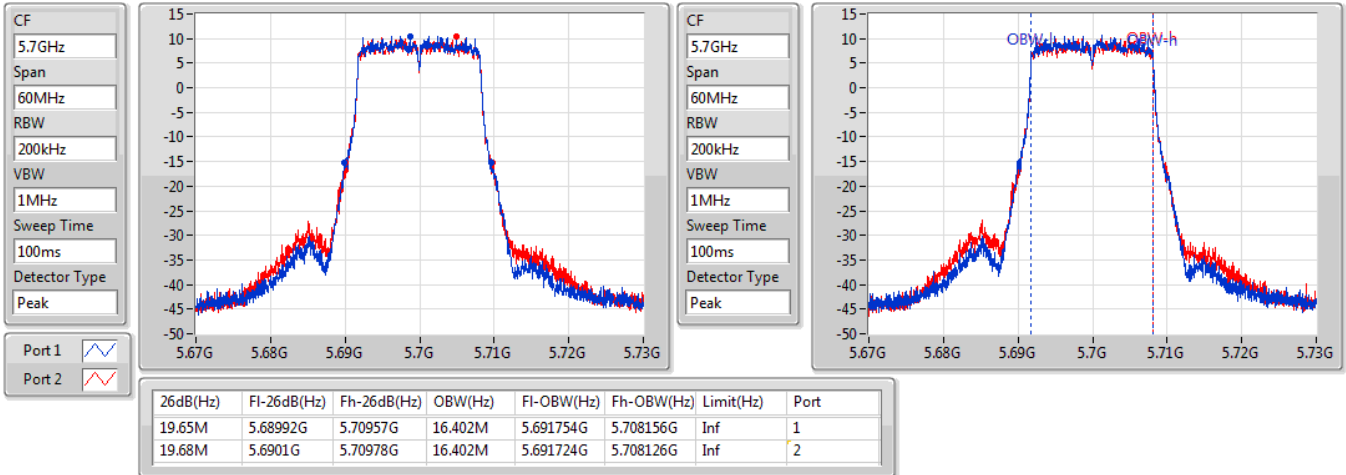 CF
5.7GHz
Span
60MHz
RBW
200kHz
VBW
1MHz
Sweep Time
100ms
Detector Type
Peak
Port 1
Port 2
15
10
5
0
-5
-10
-15
-20
-25
-30
-35
-40
-45
-50
5.67G 5.68G 5.69G 5.7G 5.71G 5.72G 5.73G
CF
5.7GHz
Span
60MHz
RBW
200kHz
VBW
1MHz
Sweep Time
100ms
Detector Type
Peak
15
10
5
0
-5
-10
-15
-20
-25
-30
-35
-40
-45
-50
OBW-l OBW-h
5.67G 5.68G 5.69G 5.7G 5.71G 5.72G 5.73G
26dB(Hz) Fl-26dB(Hz) Fh-26dB(Hz) OBW(Hz) Fl-OBW(Hz) Fh-OBW(Hz) Limit(Hz) Port
19.65M 5.68992G 5.70957G 16.402M 5.691754G 5.708156G Inf 1
19.68M 5.6901G 5.70978G 16.402M 5.691724G 5.708126G Inf 2